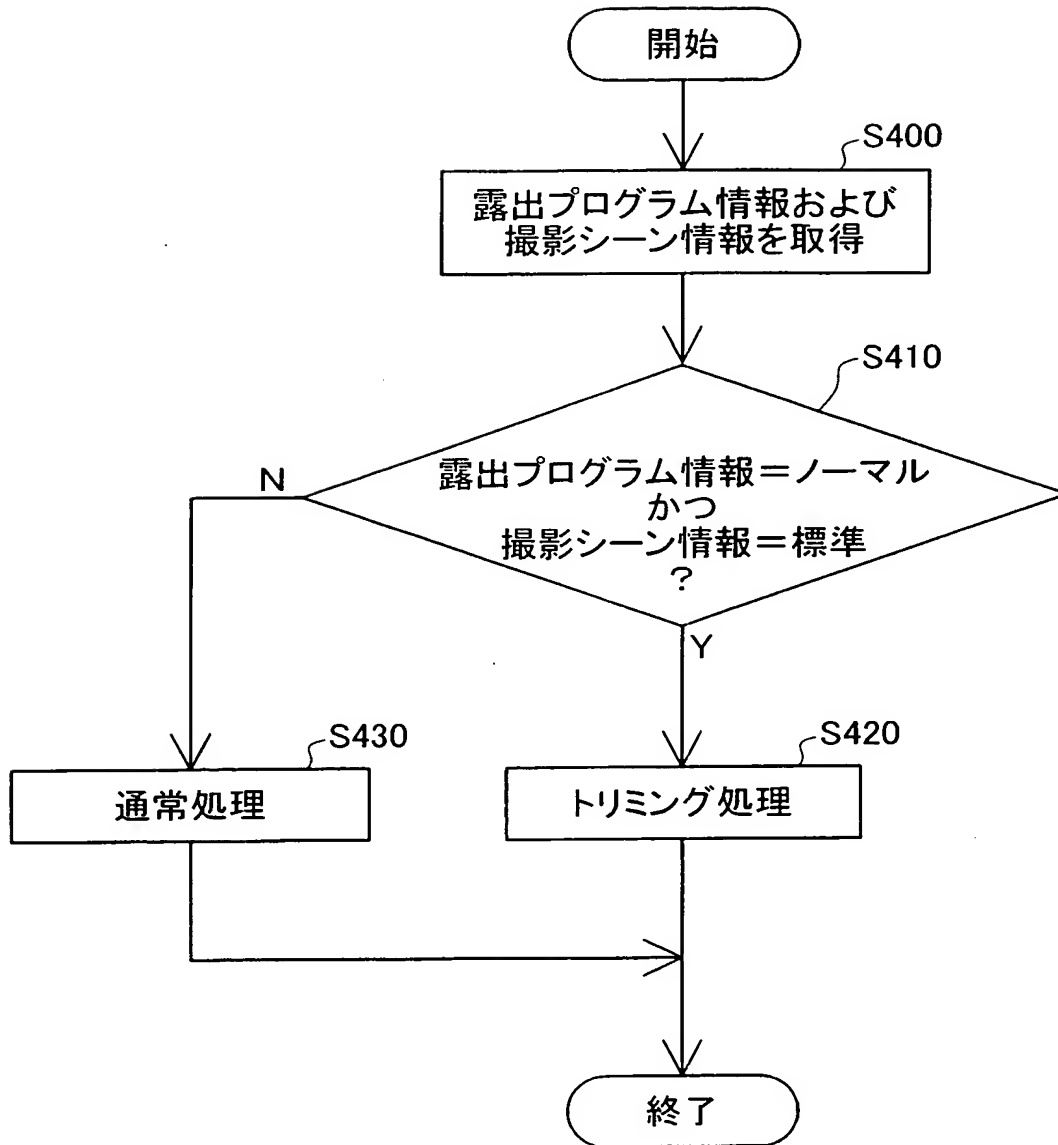 開始
S400
露出プログラム情報および
撮影シーン情報を取得
S410
露出プログラム情報＝ノーマル
かつ
撮影シーン情報＝標準
？
N
Y
S430
通常処理
S420
トリミング処理
終了